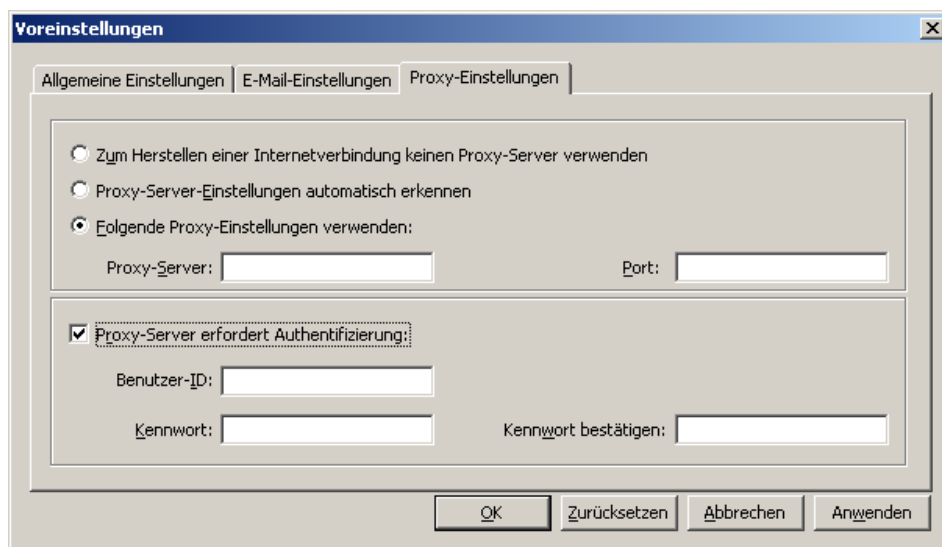 Voreinstellungen
Allgemeine Einstellungen E-Mail-Einstellungen Proxy-Einstellungen
Zum Herstellen einer Internetverbindung keinen Proxy-Server verwenden
Proxy-Server-Einstellungen automatisch erkennen
Folgende Proxy-Einstellungen verwenden:
Proxy-Server: Port:
Proxy-Server erfordert Authentifizierung:
Benutzer-ID:
Kennwort: Kennwort bestätigen:
OK Zurücksetzen Abbrechen Anwenden